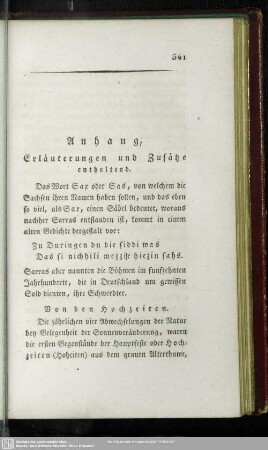 341
Anhang,
Erläuterungen und Zusätze
enthaltend.
Das Wort Sax oder Sas, von welchem die
Sachsen ihren Namen haben sollen, und das eben
so viel, als Sax, einen Säbel bedeutet, woraus
nachher Sarras entstanden ist, kommt in einem
alten Gedichte dergestalt vor:
Zu Duringen du die siddi was
Das si nichhili mezziste hiezin sahs.
Sarras aber nannten die Böhmen im funfzehnten
Jahrhunderte, die in Deutschland um gewissen
Sold dienten, ihre Schwerdter.
Von den Hochzeiten.
Die jährlichen vier Abwechselungen der Natur
bey Gelegenheit der Sonnenveränderung, waren
die ersten Gegenstände der Hauptfeste oder Hoch-
zeiten (Hoheiten) aus dem grauen Alterthume,